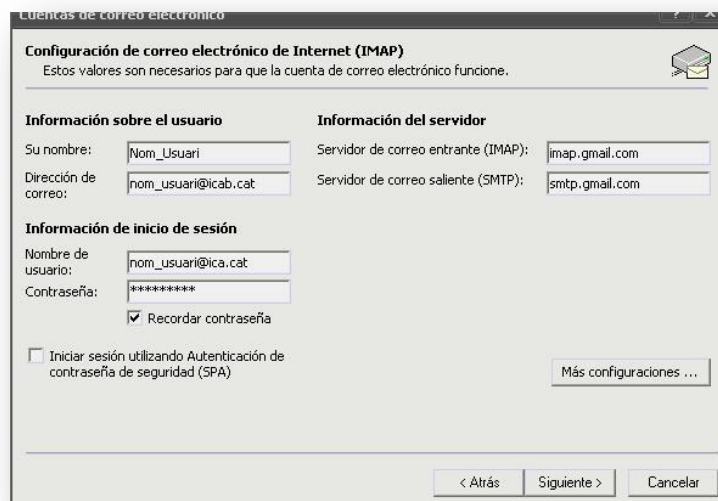 Cuentas de correo electrónico
Configuración de correo electrónico de Internet (IMAP)
Estos valores son necesarios para que la cuenta de correo electrónico funcione.
Información sobre el usuario
Su nombre:
Nom_Usuari
Dirección de
correo:
nom_usuari@icab.cat
Información del servidor
Servidor de correo entrante (IMAP):
imap.gmail.com
Servidor de correo saliente (SMTP):
smtp.gmail.com
Información de inicio de sesión
Nombre de
usuario:
nom_usuari@ica.cat
Contraseña:
*********
Recordar contraseña
Iniciar sesión utilizando Autenticación de
contraseña de seguridad (SPA)
Más configuraciones ...
< Atrás
Siguiente >
Cancelar